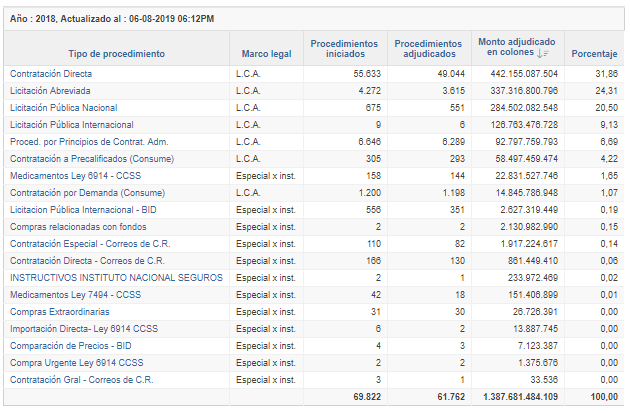 Año : 2018, Actualizado al : 06-08-2019 06:12PM
Tipo de procedimiento Marco legal Procedimientos iniciados Procedimientos adjudicados Monto adjudicado en colones Porcentaje
Contratación Directa L.C.A. 55.633 49.044 442.155.087.504 31,86
Licitación Abreviada L.C.A. 4.272 3.615 337.316.800.796 24,31
Licitación Pública Nacional L.C.A. 675 551 284.502.082.548 20,50
Licitación Pública Internacional L.C.A. 9 6 126.763.476.728 9,13
Proced. por Principios de Contrat. Adm. L.C.A. 6.646 6.289 92.797.759.793 6,69
Contratación a Precalificados (Consume) L.C.A. 305 293 58.497.459.474 4,22
Medicamentos Ley 6914 - CCSS Especial x inst. 158 144 22.831.527.746 1,65
Contratación por Demanda (Consume) L.C.A. 1.200 1.198 14.845.786.948 1,07
Licitacion Pública Internacional - BID Especial x inst. 556 351 2.627.319.449 0,19
Compras relacionadas con fondos Especial x inst. 2 2 2.130.982.990 0,15
Contratación Especial - Correos de C.R. Especial x inst. 110 82 1.917.224.617 0,14
Contratación Directa - Correos de C.R. Especial x inst. 166 130 861.449.410 0,06
INSTRUCTIVOS INSTITUTO NACIONAL SEGUROS Especial x inst. 2 1 233.972.469 0,02
Medicamentos Ley 7494 - CCSS Especial x inst. 42 18 151.406.899 0,01
Compras Extraordinarias Especial x inst. 31 30 26.726.391 0,00
Importación Directa- Ley 6914 CCSS Especial x inst. 6 2 13.887.745 0,00
Comparación de Precios - BID Especial x inst. 4 3 7.123.387 0,00
Compra Urgente Ley 6914 CCSS Especial x inst. 2 2 1.375.676 0,00
Contratación Gral - Correos de C.R. Especial x inst. 3 1 33.536 0,00
69.822 61.762 1.387.681.484.109 100,00